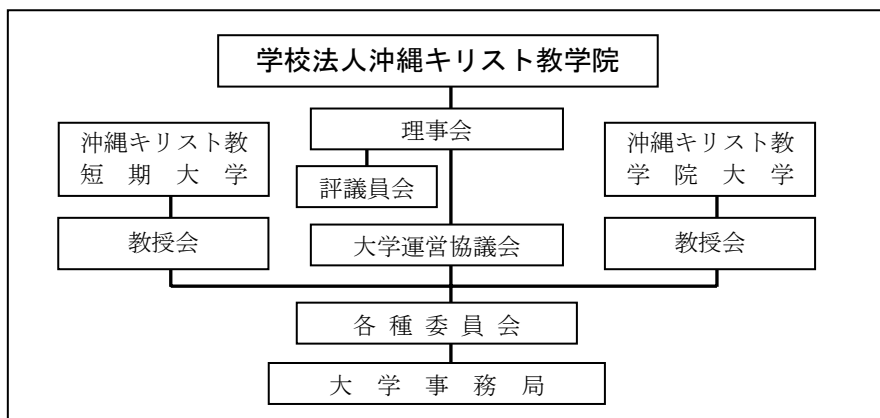 学校法人沖縄キリスト教学院
理事会
沖縄キリスト教
短期大学
評議員会
沖縄キリスト教
学院大学
教授会
大学運営協議会
教授会
各種委員会
大学事務局